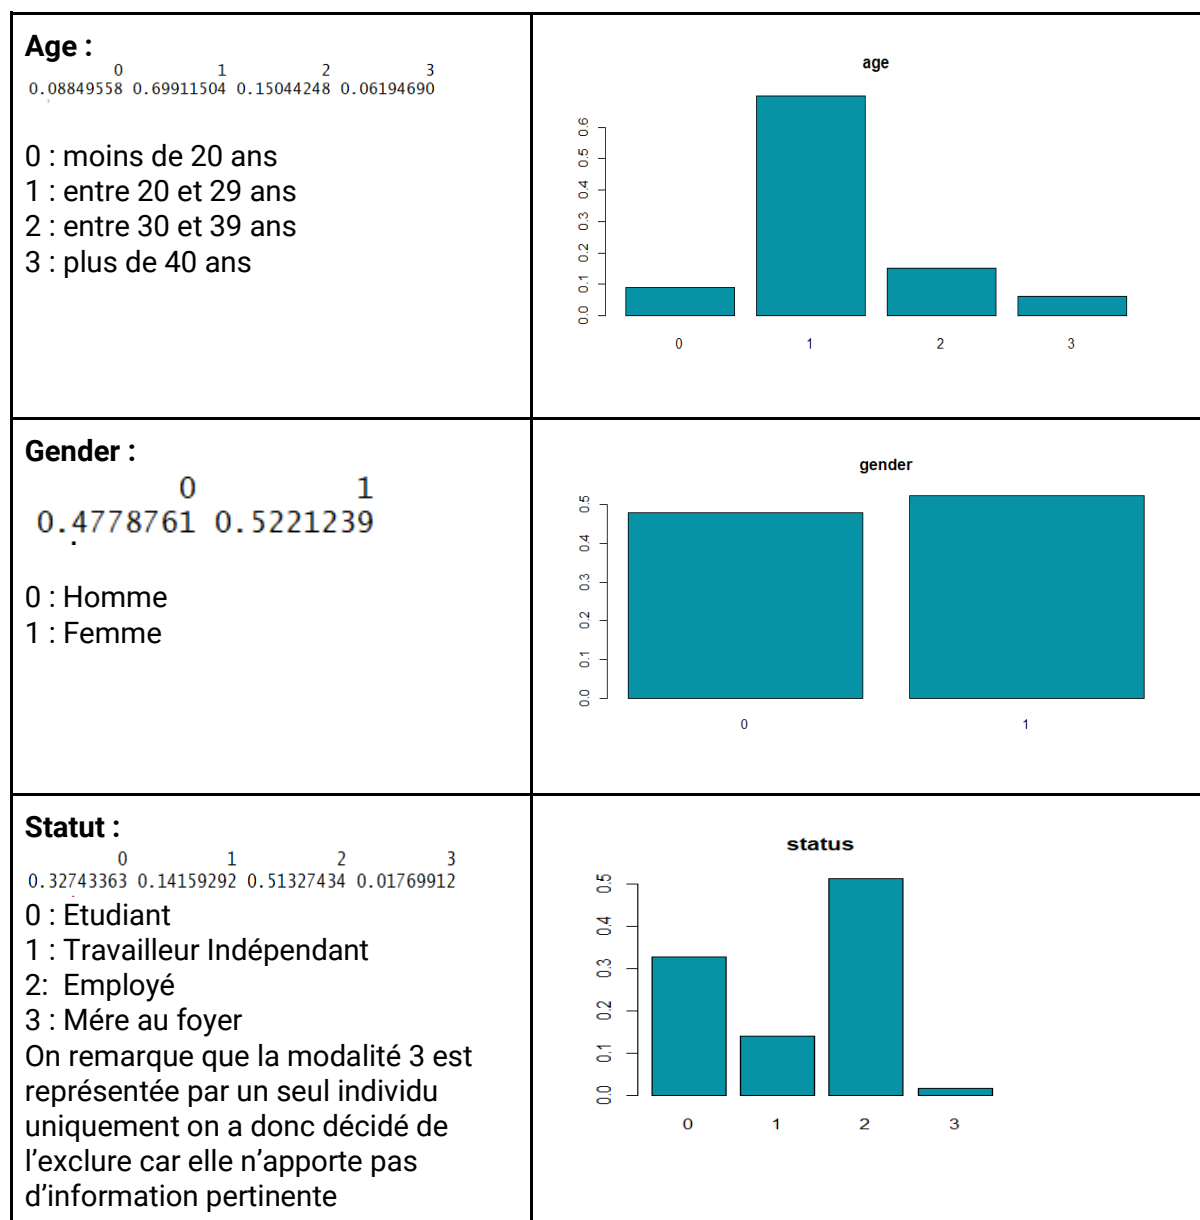 Age :
0 1 2 3
0.08849558 0.69911504 0.15044248 0.06194690
0 : moins de 20 ans
1 : entre 20 et 29 ans
2 : entre 30 et 39 ans
3 : plus de 40 ans
age
0.6
0.5
0.4
0.3
0.2
0.1
0.0
0 1 2 3
Gender :
0 1
0.4778761 0.5221239
0 : Homme
1 : Femme
gender
0.5
0.4
0.3
0.2
0.1
0.0
0 1
Statut :
0 1 2 3
0.32743363 0.14159292 0.51327434 0.01769912
0 : Etudiant
1 : Travailleur Indépendant
2: Employé
3 : Mére au foyer
On remarque que la modalité 3 est
représentée par un seul individu
uniquement on a donc décidé de
l’exclure car elle n’apporte pas
d’information pertinente
status
0.5
0.4
0.3
0.2
0.1
0.0
0 1 2 3